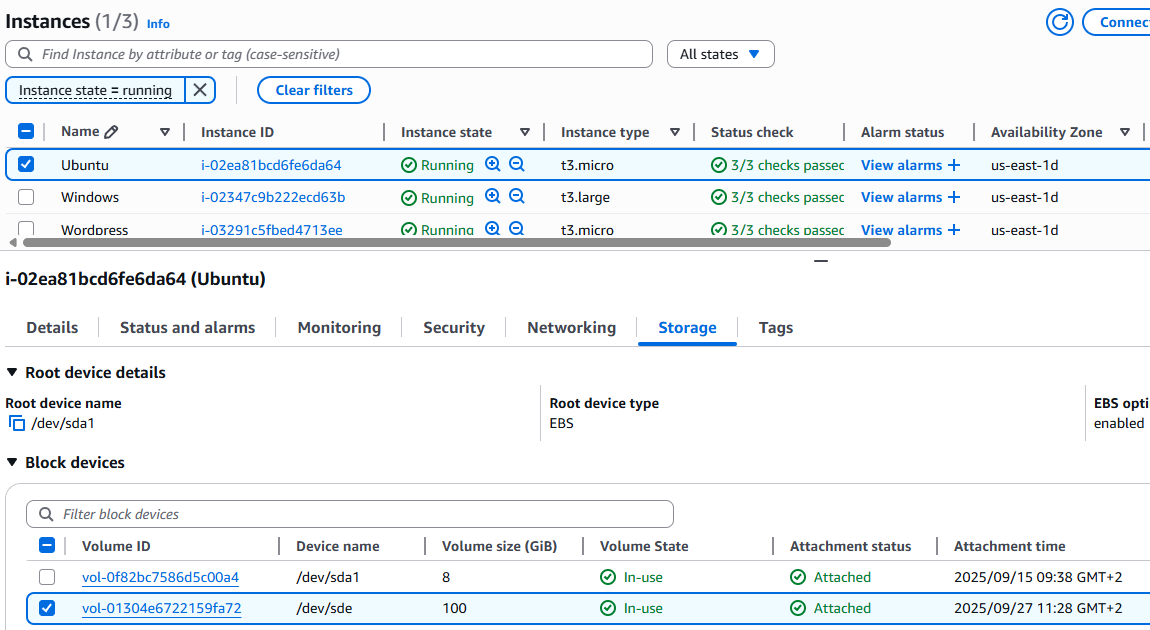 Instances (1/3) Info
Connec
Find Instance by attribute or tag (case-sensitive)
All states
Instance state = running
Clear filters
Name Instance ID Instance state Instance type Status check Alarm status Availability Zone
Ubuntu i-02ea81bcd6fe6da64 Running t3.micro 3/3 checks passec View alarms + us-east-1d
Windows i-02347c9b222ecd63b Running t3.large 3/3 checks passec View alarms + us-east-1d
Wordpress i-03291c5fbed4713ee Running t3.micro 3/3 checks passec View alarms + us-east-1d
i-02ea81bcd6fe6da64 (Ubuntu)
Details Status and alarms Monitoring Security Networking Storage Tags
Root device details
Root device name Root device type EBS opti
/dev/sda1 EBS enabled
Block devices
Filter block devices
Volume ID Device name Volume size (GiB) Volume State Attachment status Attachment time
vol-0f82bc7586d5c00a4 /dev/sda1 8 In-use Attached 2025/09/15 09:38 GMT+2
vol-01304e6722159fa72 /dev/sde 100 In-use Attached 2025/09/27 11:28 GMT+2